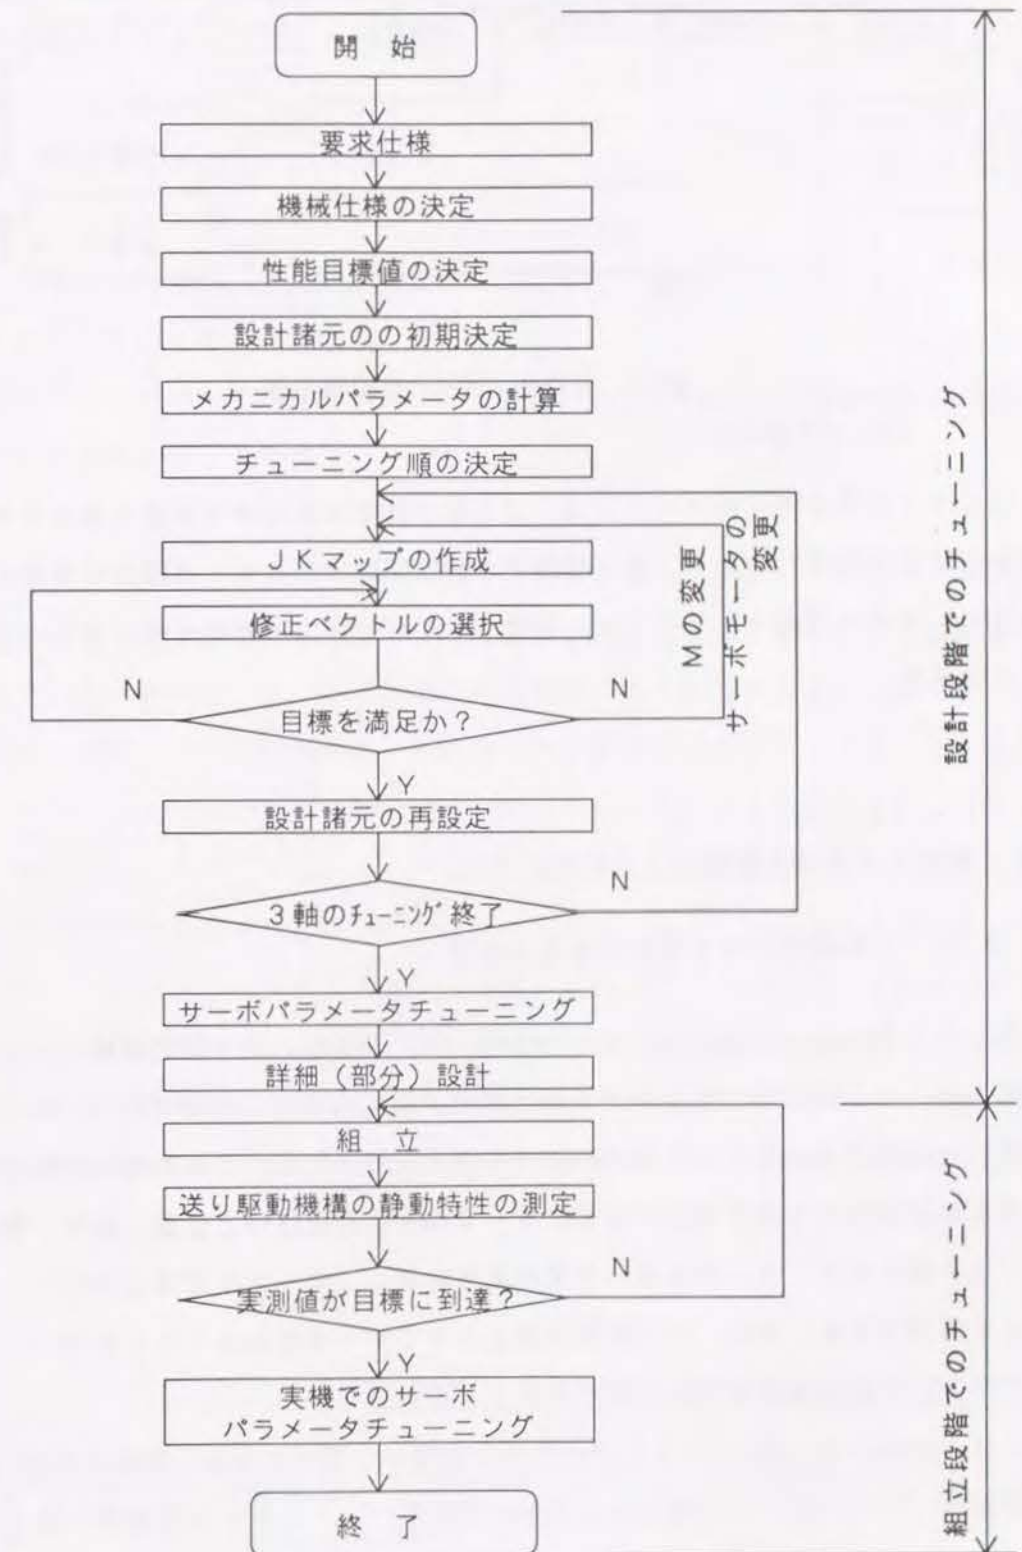 開 始
要求仕様
機械仕様の決定
性能目標値の決定
設計諸元のの初期決定
メカニカルパラメータの計算
チューニング順の決定
JKマップの作成
修正ベクトルの選択
N
目標を満足か?
N
Mの変更
サーボモータの
変更
Y
設計諸元の再設定
N
3軸のチューニング終了
Y
サーボパラメータチューニング
詳細(部分)設計
組 立
送り駆動機構の静動特性の測定
N
実測値が目標に到達?
Y
実機でのサーボ
パラメータチューニング
終 了
設計段階でのチューニング
組立段階でのチューニング